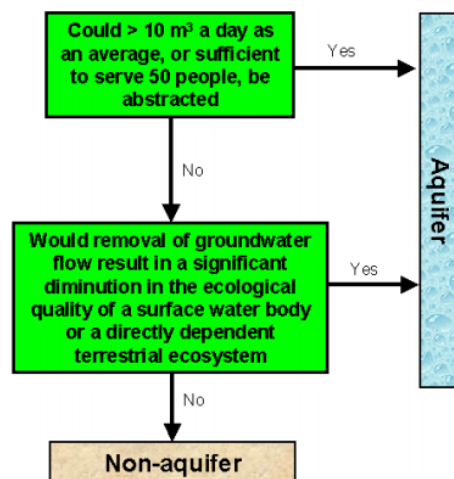 Could > 10 m³ a day as
an average, or sufficient
to serve 50 people, be
abstracted
Yes
Aquifer
No
Would removal of groundwater
flow result in a significant
diminution in the ecological
quality of a surface water body
or a directly dependent
terrestrial ecosystem
Yes
No
Non-aquifer